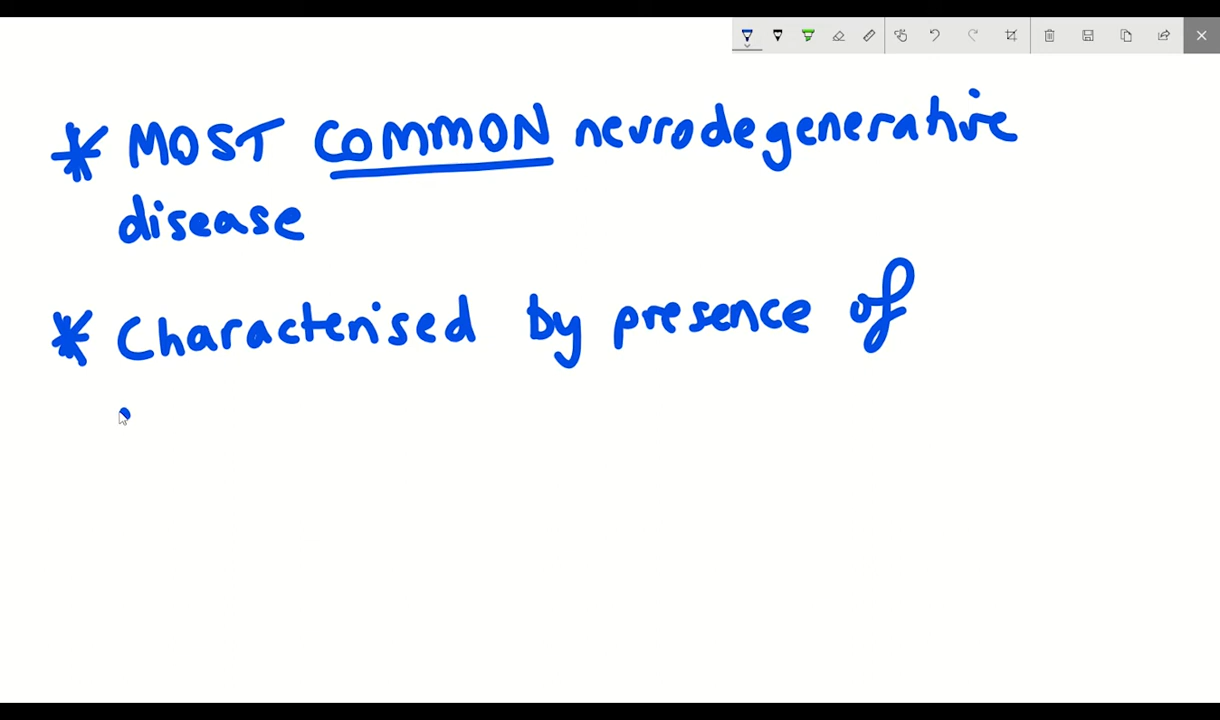 * MOST COMMON neurodegenerative
disease
* Characterised by presence of